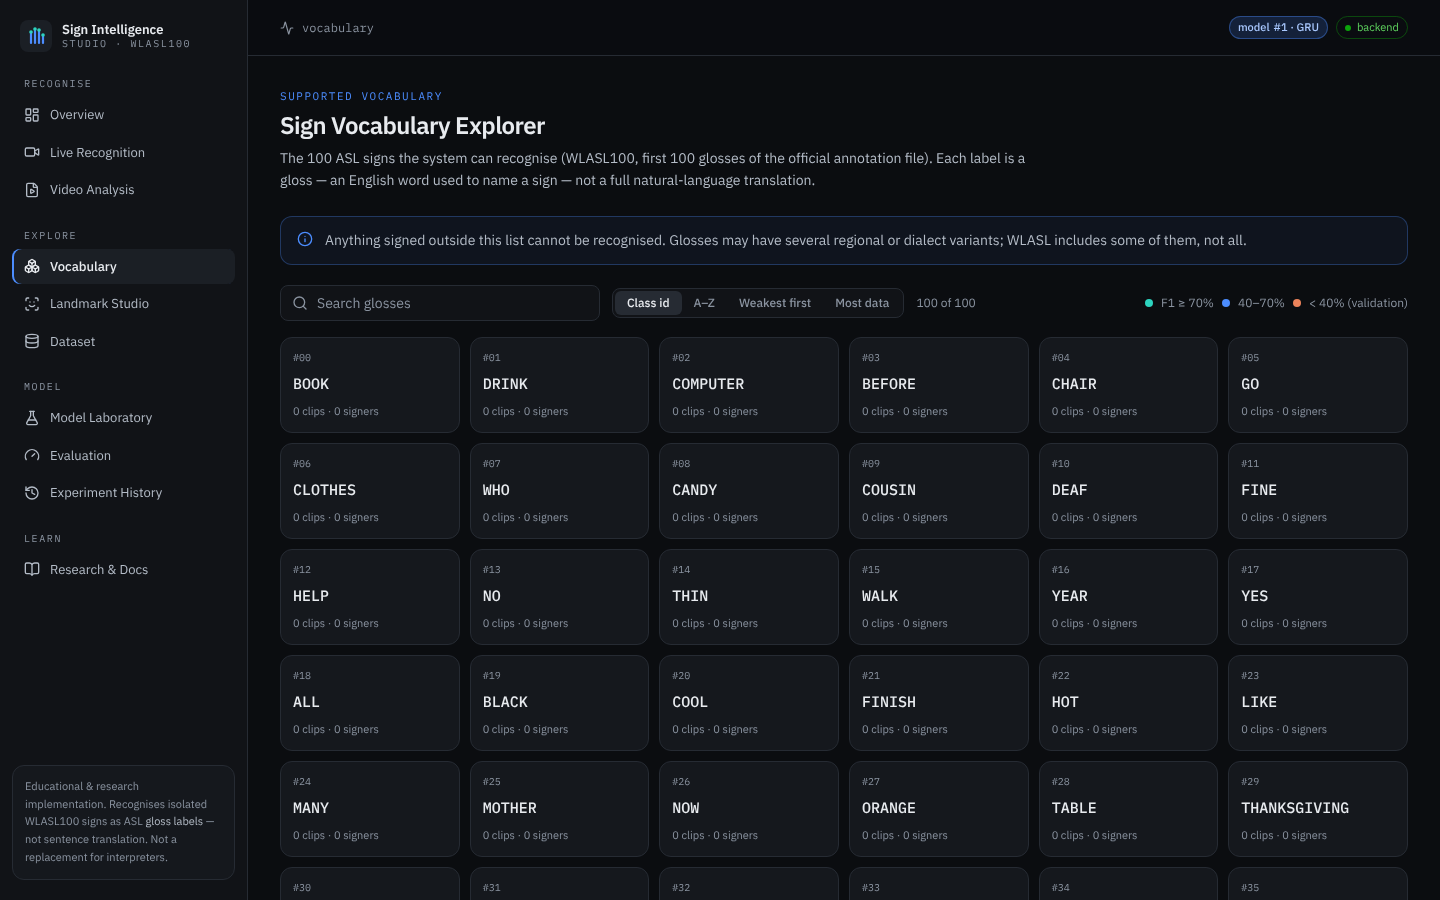 Sign Intelligence
STUDIO · WLASL100
RECOGNISE
Overview
Live Recognition
Video Analysis
EXPLORE
Vocabulary
Landmark Studio
Dataset
MODEL
Model Laboratory
Evaluation
Experiment History
LEARN
Research & Docs
Educational & research
implementation. Recognises isolated
WLASL100 signs as ASL gloss labels —
not sentence translation. Not a
replacement for interpreters.
vocabulary
model #1 · GRU
backend
SUPPORTED VOCABULARY
Sign Vocabulary Explorer
The 100 ASL signs the system can recognise (WLASL100, first 100 glosses of the official annotation file). Each label is a
gloss — an English word used to name a sign — not a full natural-language translation.
Anything signed outside this list cannot be recognised. Glosses may have several regional or dialect variants; WLASL includes some of them, not all.
Search glosses
Class id A–Z Weakest first Most data 100 of 100
F1 ≥ 70% 40–70% < 40% (validation)
#00 #01 #02 #03 #04 #05
BOOK DRINK COMPUTER BEFORE CHAIR GO
0 clips · 0 signers 0 clips · 0 signers 0 clips · 0 signers 0 clips · 0 signers 0 clips · 0 signers 0 clips · 0 signers
#06 #07 #08 #09 #10 #11
CLOTHES WHO CANDY COUSIN DEAF FINE
0 clips · 0 signers 0 clips · 0 signers 0 clips · 0 signers 0 clips · 0 signers 0 clips · 0 signers 0 clips · 0 signers
#12 #13 #14 #15 #16 #17
HELP NO THIN WALK YEAR YES
0 clips · 0 signers 0 clips · 0 signers 0 clips · 0 signers 0 clips · 0 signers 0 clips · 0 signers 0 clips · 0 signers
#18 #19 #20 #21 #22 #23
ALL BLACK COOL FINISH HOT LIKE
0 clips · 0 signers 0 clips · 0 signers 0 clips · 0 signers 0 clips · 0 signers 0 clips · 0 signers 0 clips · 0 signers
#24 #25 #26 #27 #28 #29
MANY MOTHER NOW ORANGE TABLE THANKSGIVING
0 clips · 0 signers 0 clips · 0 signers 0 clips · 0 signers 0 clips · 0 signers 0 clips · 0 signers 0 clips · 0 signers
#30 #31 #32 #33 #34 #35